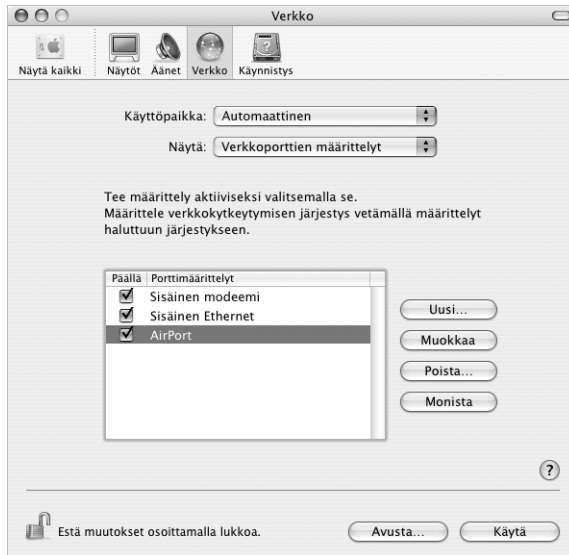 Verkko
Näytä kaikki
Näytöt
Äänet
Verkko
Käynnistys
Käyttöpaikka: Automaattinen
Näytä: Verkkoporttien määrittelyt
Tee määrittely aktiiviseksi valitsemalla se.
Määrittele verkkokytkeytymisen järjestys vetämällä määrittelyt
haluttuun järjestykseen.
Päällä Porttimäärittelyt
Sisäinen modeemi
Sisäinen Ethernet
AirPort
Uusi...
Muokkaa
Poista...
Monista
?
Estä muutokset osoittamalla lukkoa.
Avusta...
Käytä